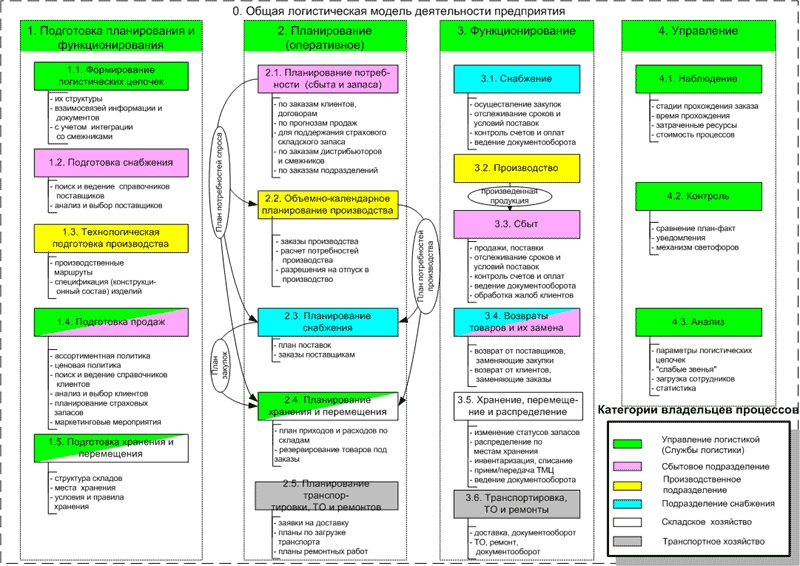 0. Общая логистическая модель деятельности предприятия
1. Подготовка планирования и
функционирования
1.1. Формирование
логистических цепочек
- их структуры
- взаимосвязей информации и
документов
- с учетом интеграции
со смежниками
1.2. Подготовка снабжения
- поиск и ведение справочников
поставщиков
- анализ и выбор поставщиков
1.3. Технологическая
подготовка производства
- производственные
маршруты
- спецификация (конструкци-
онный состав) изделий
1.4. Подготовка продаж
- ассортиментная политика
- ценовая политика
- поиск и ведение справочников
клиентов
- анализ и выбор клиентов
- планирование страховых
запасов
- маркетинговые мероприятия
1.5. Подготовка хранения и
перемещения
- структура складов
- места хранения
- условия и правила
хранения
2. Планирование
(оперативное)
2.1. Планирование потреб-
ности (сбыта и запаса)
- по заказам клиентов,
договорам
- по прогнозам продаж
- для поддержания страхового
складского запаса
- по заказам дистрибьюторов
и смежников
- по заказам подразделений
План потребностей спроса
2.2. Объемно-календарное
планирование производства
- заказы производства
- расчет потребностей
производства
- разрешения на отпуск в
производство
План потребностей
производства
2.3. Планирование
снабжения
- план поставок
- заказы поставщикам
План
закупок
2.4. Планирование
хранения и перемещения
- план приходов и расходов по
складам
- резервирование товаров под
заказы
2.5. Планирование
транспор-
тировки, ТО и ремонтов
- заявки на доставку
- планы по загрузке
транспорта
- планы ремонтных работ
3. Функционирование
3.1. Снабжение
- осуществление закупок
- отслеживание сроков и
условий поставок
- контроль счетов и оплат
- ведение документооборота
3.2. Производство
произведенная
продукция
3.3. Сбыт
- продажи, поставки
- отслеживание сроков и
условий поставок
- контроль счетов и оплат
- ведение документооборота
- обработка жалоб клиентов
3.4. Возвраты
товаров и их замена
- возврат от поставщиков,
заменяющие закупки
- возврат от клиентов,
заменяющие заказы
3.5. Хранение, перемеще-
ние и распределение
- изменение статусов запасов
- распределение по
местам хранения
- инвентаризация, списание
- прием/передача ТМЦ
- ведение документооборота
3.6. Транспортировка,
ТО и ремонты
- доставка, документооборот
- ТО, ремонт,
документооборот
4. Управление
4.1. Наблюдение
- стадии прохождения заказа
- время прохождения
- затраченные ресурсы
- стоимость процессов
4.2. Контроль
- сравнение план-факт
- уведомления
- механизм светофоров
4.3. Анализ
- параметры логистических
цепочек
- "слабые звенья"
- загрузка сотрудников
- статистика
Категории владельцев процессов
Управление логистикой
(Службы логистики)
Сбытовое подразделение
Производственное
подразделение
Подразделение снабжения
Складское хозяйство
Транспортное хозяйство